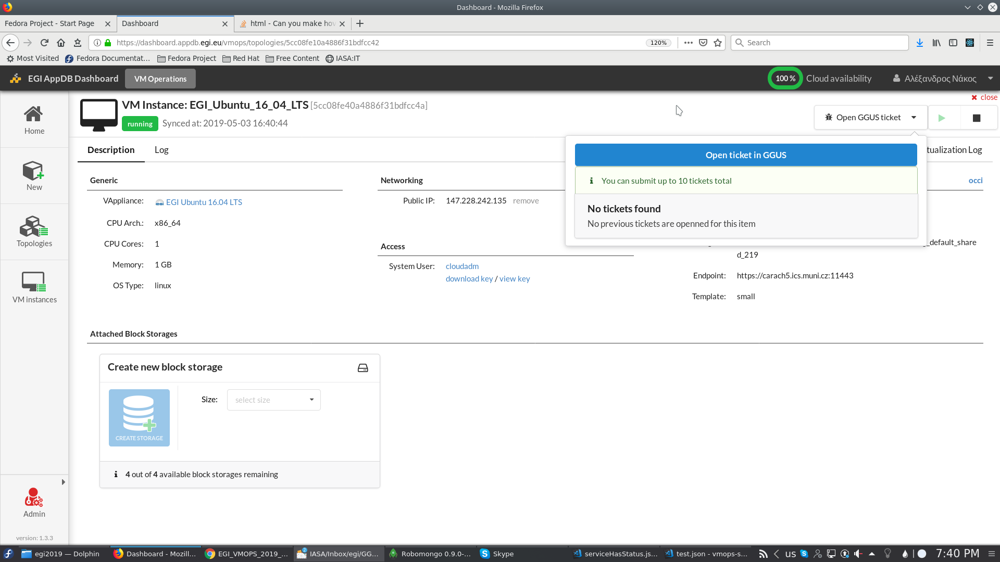 Dashboard - Mozilla Firefox
Fedora Project - Start Page
Dashboard
html - Can you make hov
https://dashboard.appdb.egi.eu/vmops/topologies/5cc08fe10a4886f31bdfcc42
120%
Search
Most Visited
Fedora Documentat...
Fedora Project
Red Hat
Free Content
IASA:IT
EGI AppDB Dashboard
VM Operations
100 %
Cloud availability
Αλέξανδρος Νάκος
close
VM Instance: EGI_Ubuntu_16_04_LTS [5cc08fe40a4886f31bdfcc4a]
running
Synced at: 2019-05-03 16:40:44
Open GGUS ticket
Home
New
Topologies
VM instances
Description
Log
tualization Log
Open ticket in GGUS
You can submit up to 10 tickets total
No tickets found
No previous tickets are openned for this item
Generic
VAppliance: EGI Ubuntu 16.04 LTS
CPU Arch.: x86_64
CPU Cores: 1
Memory: 1 GB
OS Type: linux
Networking
Public IP: 147.228.242.135 remove
Access
System User: cloudadm
download key / view key
occi
_default_share
d_219
Endpoint: https://carach5.ics.muni.cz:11443
Template: small
Attached Block Storages
Create new block storage
CREATE STORAGE
Size: select size
4 out of 4 available block storages remaining
Admin
version: 1.3.3
egi2019 — Dolphin
Dashboard - Mozill...
EGI_VMOPS_2019_...
2
IASA/Inbox/egi/GG...
Robomongo 0.9.0-...
Skype
serviceHasStatus.js...
test.json - vmops-s...
us
7:40 PM